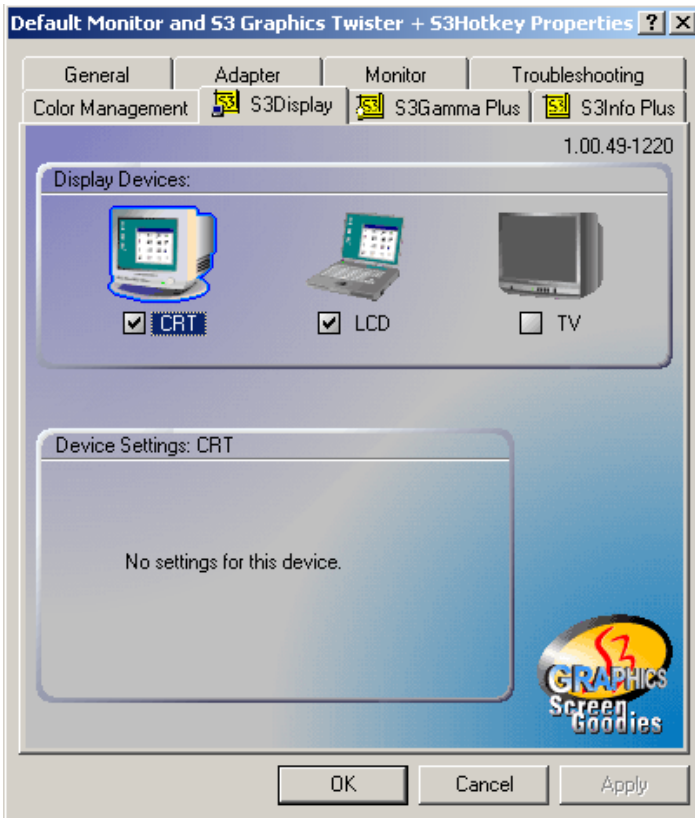 Default Monitor and S3 Graphics Twister + S3Hotkey Properties
General Adapter Monitor Troubleshooting
Color Management S3Display S3Gamma Plus S3Info Plus
1.00.49-1220
Display Devices:
CRT LCD TV
Device Settings: CRT
No settings for this device.
S3
GRAPHICS
Screen
Goodies
OK Cancel Apply